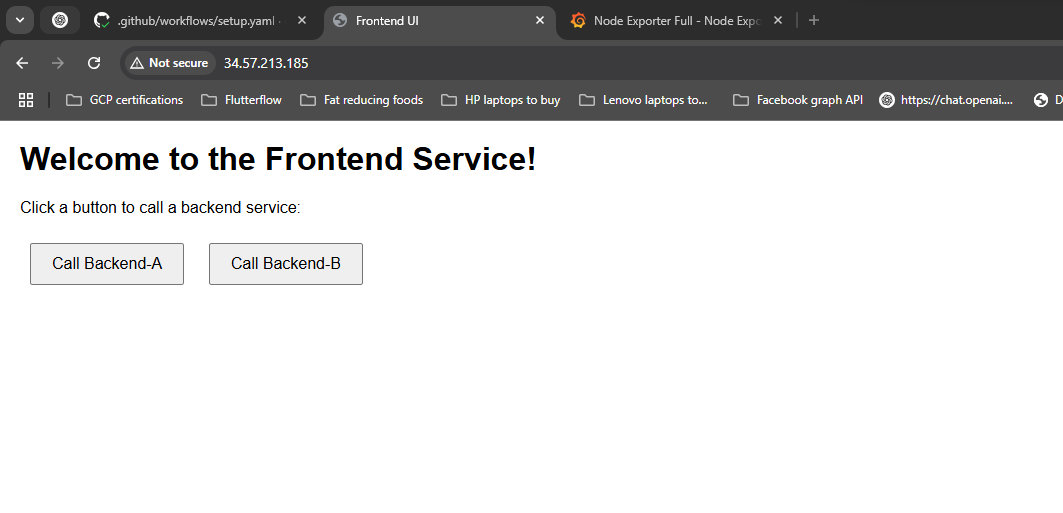 .github/workflows/setup.yaml
Frontend UI
Node Exporter Full - Node Expo
Not secure
34.57.213.185
GCP certifications
Flutterflow
Fat reducing foods
HP laptops to buy
Lenovo laptops to...
Facebook graph API
https://chat.openai....
D
Welcome to the Frontend Service!
Click a button to call a backend service:
Call Backend-A
Call Backend-B